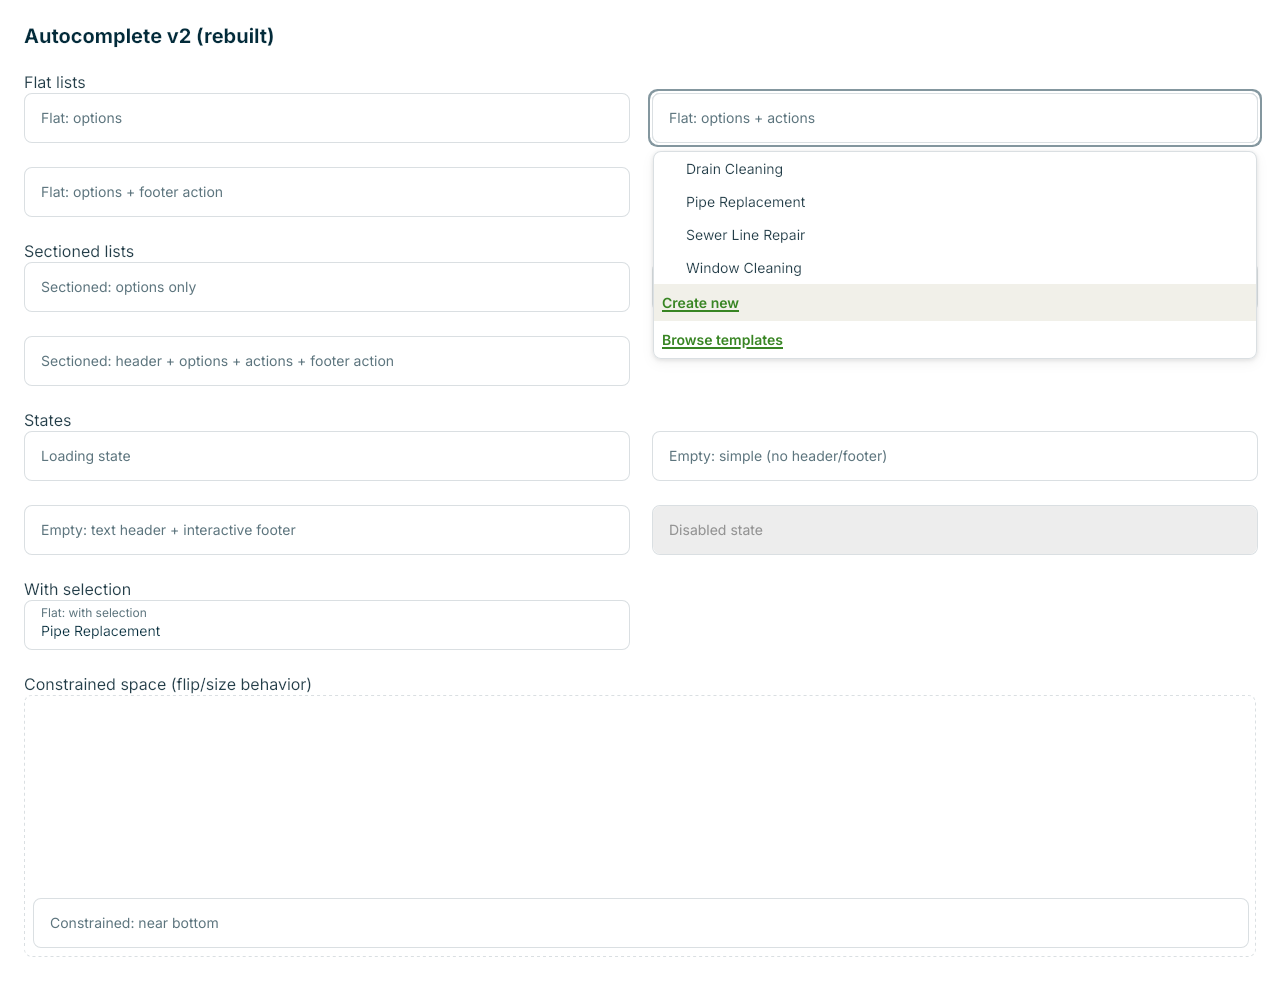 Autocomplete v2 (rebuilt)
Flat lists
Flat: options
Flat: options + actions
Drain Cleaning
Pipe Replacement
Sewer Line Repair
Window Cleaning
Create new
Browse templates
Flat: options + footer action
Sectioned lists
Sectioned: options only
Sectioned: header + options + actions + footer action
States
Loading state
Empty: simple (no header/footer)
Empty: text header + interactive footer
Disabled state
With selection
Flat: with selection
Pipe Replacement
Constrained space (flip/size behavior)
Constrained: near bottom